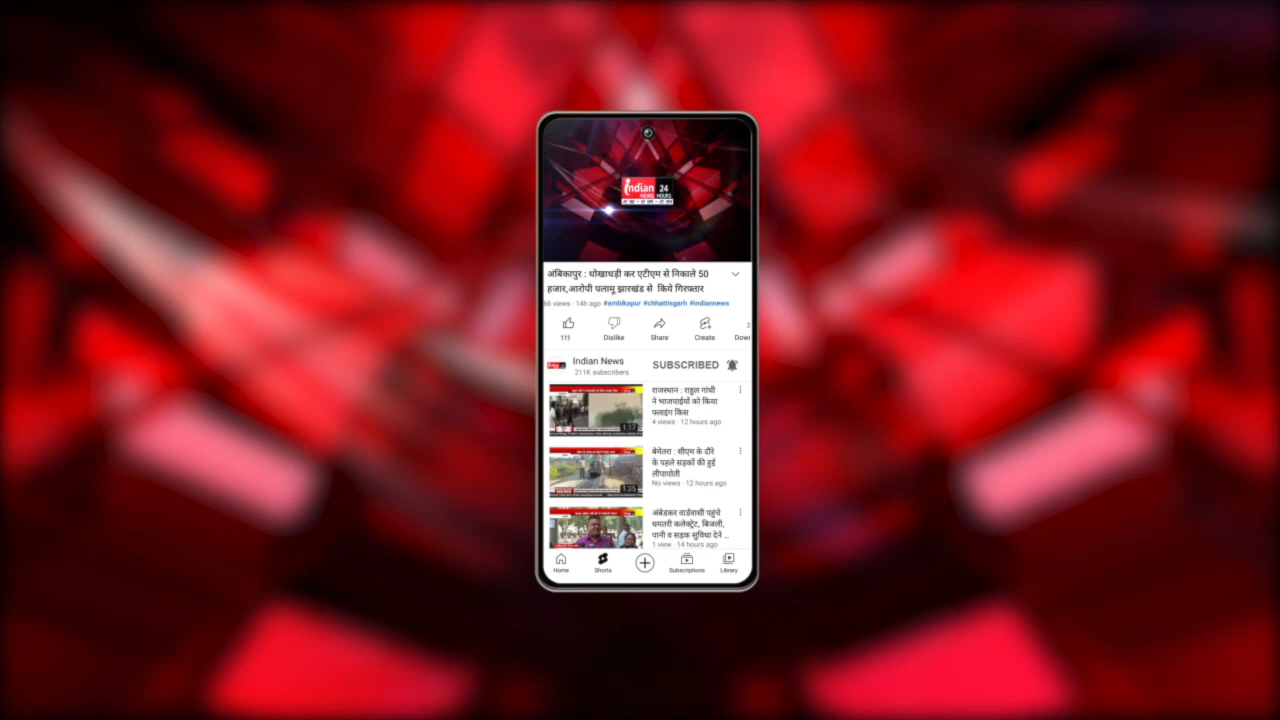 indian
24
NEWS
HOURS
अंबिकापुर : धोखाधड़ी कर एटीएम से निकाले 50
हजार,आरोपी पलामू झारखंड से किये गिरफ्तार
66 views · 14h ago #ambikapur #chhattisgarh #indiannews
111
Dislike
Share
Create
Indian News
211K subscribers
SUBSCRIBED
राजस्थान : राहुल गांधी
ने भाजपाईयों को किया
फ्लाइंग किस
4 views · 12 hours ago
1:17
बेमेतरा : सीएम के दौरे
के पहले सड़कों की हुई
लीपापोती
No views · 12 hours ago
1:25
NEWS
अंबेडकर वार्डवासी पहुंचे
धमतरी कलेक्ट्रेट, बिजली,
पानी व सड़क सुविधा देने ...
1 view · 14 hours ago
Home
Shorts
Subscriptions
Library